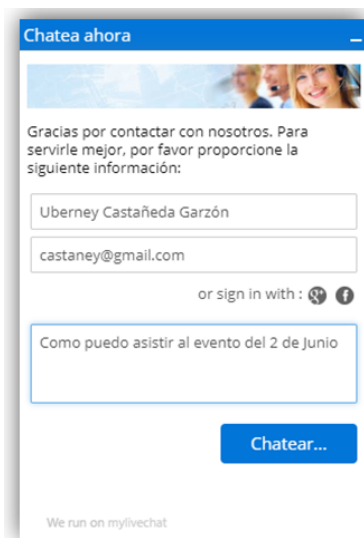 Chatea ahora
Gracias por contactar con nosotros. Para
servirle mejor, por favor proporcione la
siguiente información:
Uberney Castañeda Garzón
castaney@gmail.com
or sign in with :
Como puedo asistir al evento del 2 de Junio
Chatear...
We run on mylivechat